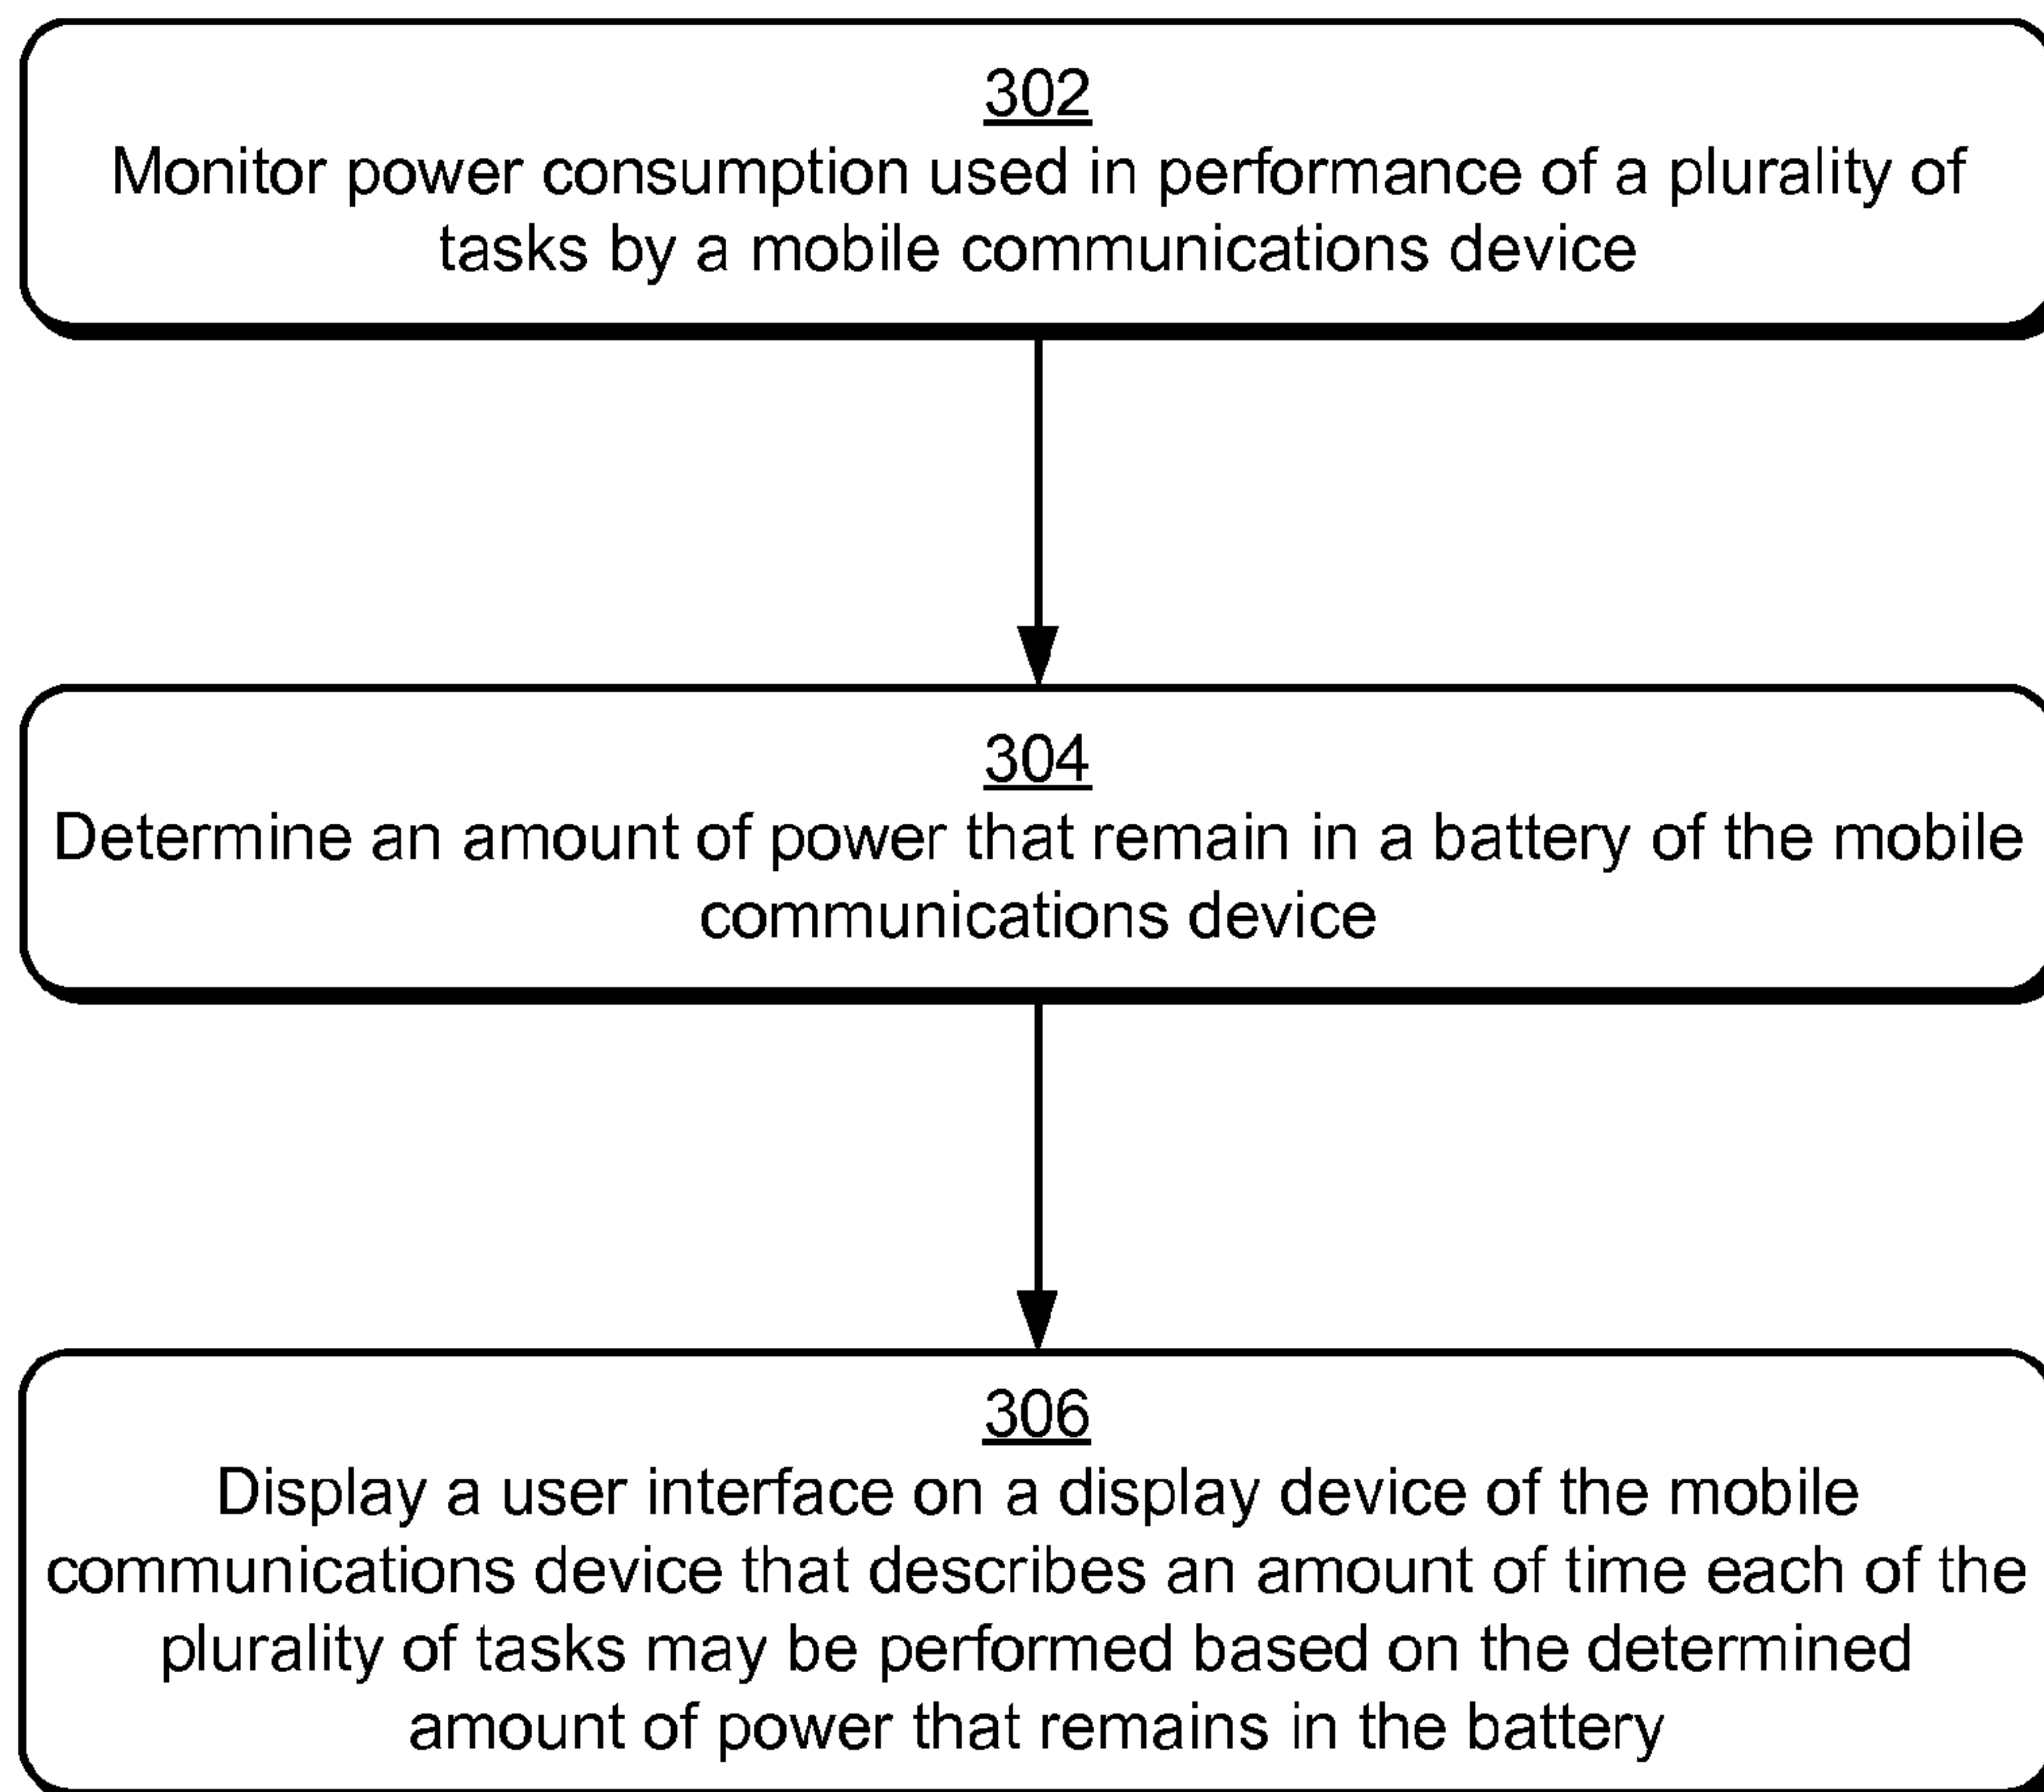 302
Monitor power consumption used in performance of a plurality of
tasks by a mobile communications device
304
Determine an amount of power that remain in a battery of the mobile
communications device
306
Display a user interface on a display device of the mobile
communications device that describes an amount of time each of the
plurality of tasks may be performed based on the determined
amount of power that remains in the battery